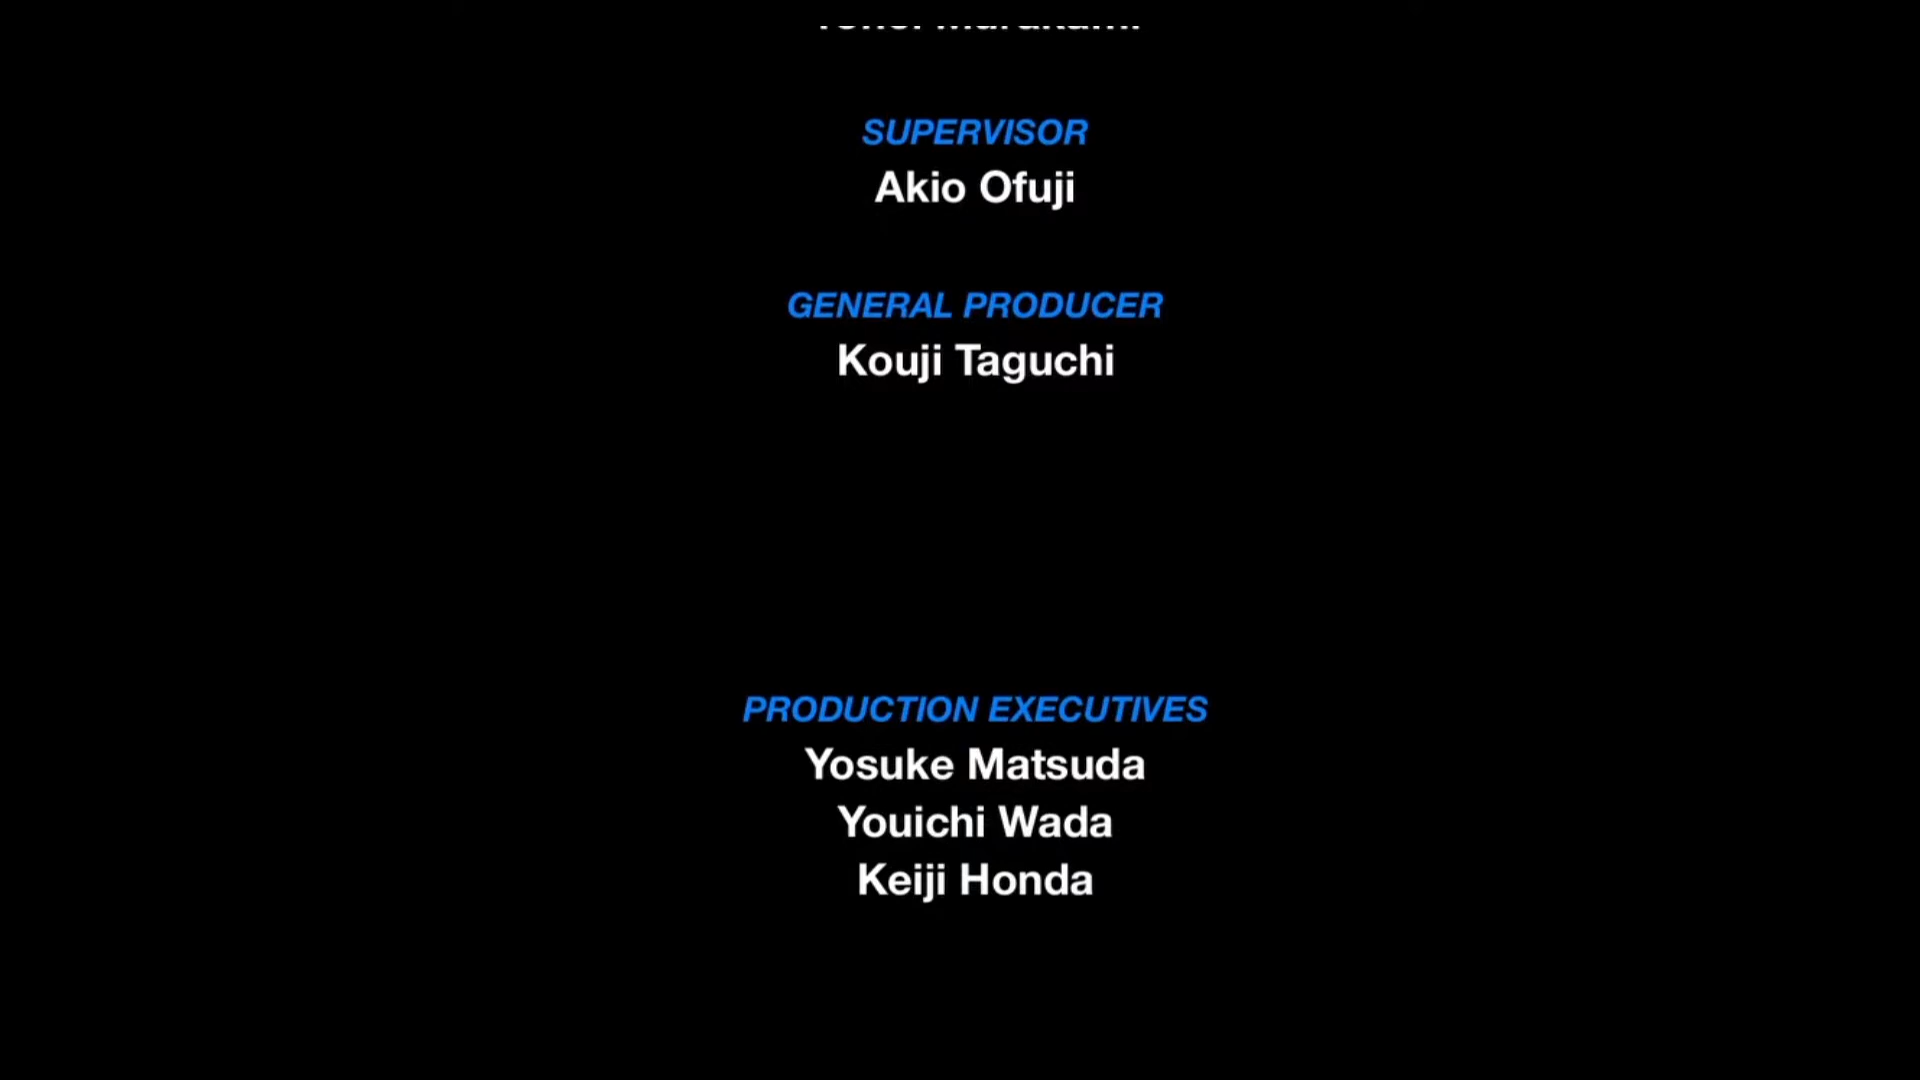 SUPERVISOR
Akio Ofuji
GENERAL PRODUCER
Kouji Taguchi
PRODUCTION EXECUTIVES
Yosuke Matsuda
Youichi Wada
Keiji Honda